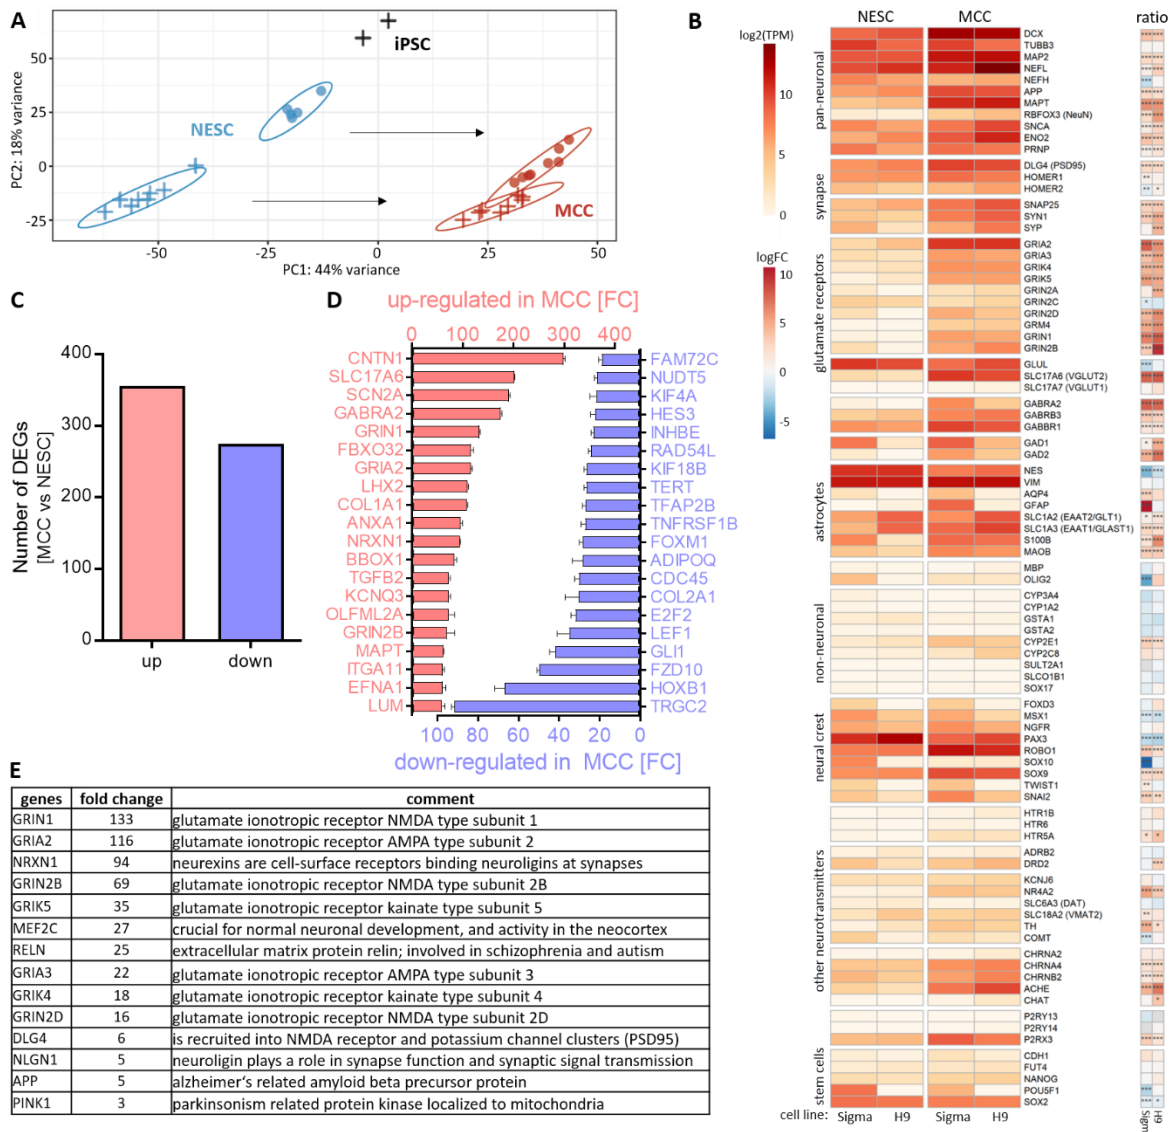 A
iPSC
NESC
MCC
PC2: 18% variance
50
25
0
-25
-50
-25
0
25
50
PC1: 44% variance
B
NESC
MCC
ratio
log2(TPM)
10
5
0
logFC
10
5
0
-5
pan-neuronal
DCX
TUBB3
MAP2
NEFL
NEFH
APP
MAPT
RBFOX3 (NeuN)
SNCA
ENO2
PRNP
synapse
DLG4 (PSD95)
HOMER1
HOMER2
SNAP25
SYN1
SYP
glutamate receptors
GRIA2
GRIA3
GRIK4
GRIK5
GRIN2A
GRIN2C
GRIN2D
GRM4
GRIN1
GRIN2B
GLUL
SLC17A6 (VGLUT2)
SLC17A7 (VGLUT1)
GABRA2
GABRB3
GABBR1
GAD1
GAD2
astrocytes
NES
VIM
AQP4
GFAP
SLC1A2 (EAAT2/GLT1)
SLC1A3 (EAAT1/GLAST1)
S100B
MAOB
non-neuronal
MBP
OLIG2
CYP3A4
CYP1A2
GSTA1
GSTA2
CYP2E1
CYP2C8
SULT2A1
SLCO1B1
SOX17
neural crest
FOXD3
MSX1
NGFR
PAX3
ROBO1
SOX10
SOX9
TWIST1
SNAI2
other neurotransmitters
HTR1B
HTR6
HTR5A
ADRB2
DRD2
KCNJ6
NR4A2
SLC6A3 (DAT)
SLC18A2 (VMAT2)
TH
COMT
CHRNA2
CHRNA4
CHRNB2
ACHE
CHAT
P2RY13
P2RY14
P2RX3
stem cells
CDH1
FUT4
NANOG
POU5F1
SOX2
cell line:
Sigma
H9
Sigma
H9
Sigm
H9
C
Number of DEGs
[MCC vs NESC]
400
300
200
100
0
up
down
D
up-regulated in MCC [FC]
0 100 200 300 400
CNTN1
SLC17A6
SCN2A
GABRA2
GRIN1
FBXO32
GRIA2
LHX2
COL1A1
ANXA1
NRXN1
BBOX1
TGFB2
KCNQ3
OLFML2A
GRIN2B
MAPT
ITGA11
EFNA1
LUM
FAM72C
NUDT5
KIF4A
HES3
INHBE
RAD54L
KIF18B
TERT
TFAP2B
TNFRSF1B
FOXM1
ADIPOQ
CDC45
COL2A1
E2F2
LEF1
GLI1
FZD10
HOXB1
TRGC2
100 80 60 40 20 0
down-regulated in MCC [FC]
E
genes fold change comment
GRIN1 133 glutamate ionotropic receptor NMDA type subunit 1
GRIA2 116 glutamate ionotropic receptor AMPA type subunit 2
NRXN1 94 neurexins are cell-surface receptors binding neuroligins at synapses
GRIN2B 69 glutamate ionotropic receptor NMDA type subunit 2B
GRIK5 35 glutamate ionotropic receptor kainate type subunit 5
MEF2C 27 crucial for normal neuronal development, and activity in the neocortex
RELN 25 extracellular matrix protein relin; involved in schizophrenia and autism
GRIA3 22 glutamate ionotropic receptor AMPA type subunit 3
GRIK4 18 glutamate ionotropic receptor kainate type subunit 4
GRIN2D 16 glutamate ionotropic receptor NMDA type subunit 2D
DLG4 6 is recruited into NMDA receptor and potassium channel clusters (PSD95)
NLGN1 5 neuroligin plays a role in synapse function and synaptic signal transmission
APP 5 alzheimer's related amyloid beta precursor protein
PINK1 3 parkinsonism related protein kinase localized to mitochondria